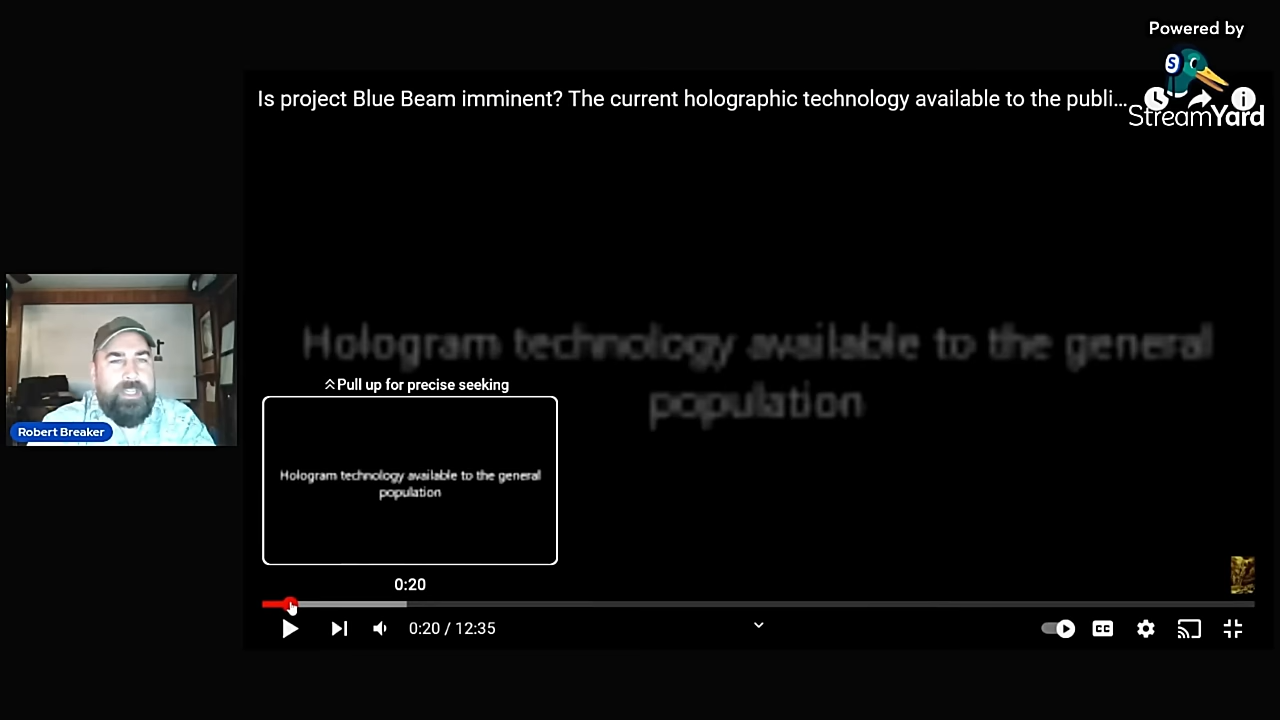 Powered by
StreamYard
Is project Blue Beam imminent? The current holographic technology available to the publi...
Hologram technology available to the general
population
Pull up for precise seeking
Hologram technology available to the general
population
Robert Breaker
0:20
0:20 / 12:35
CC